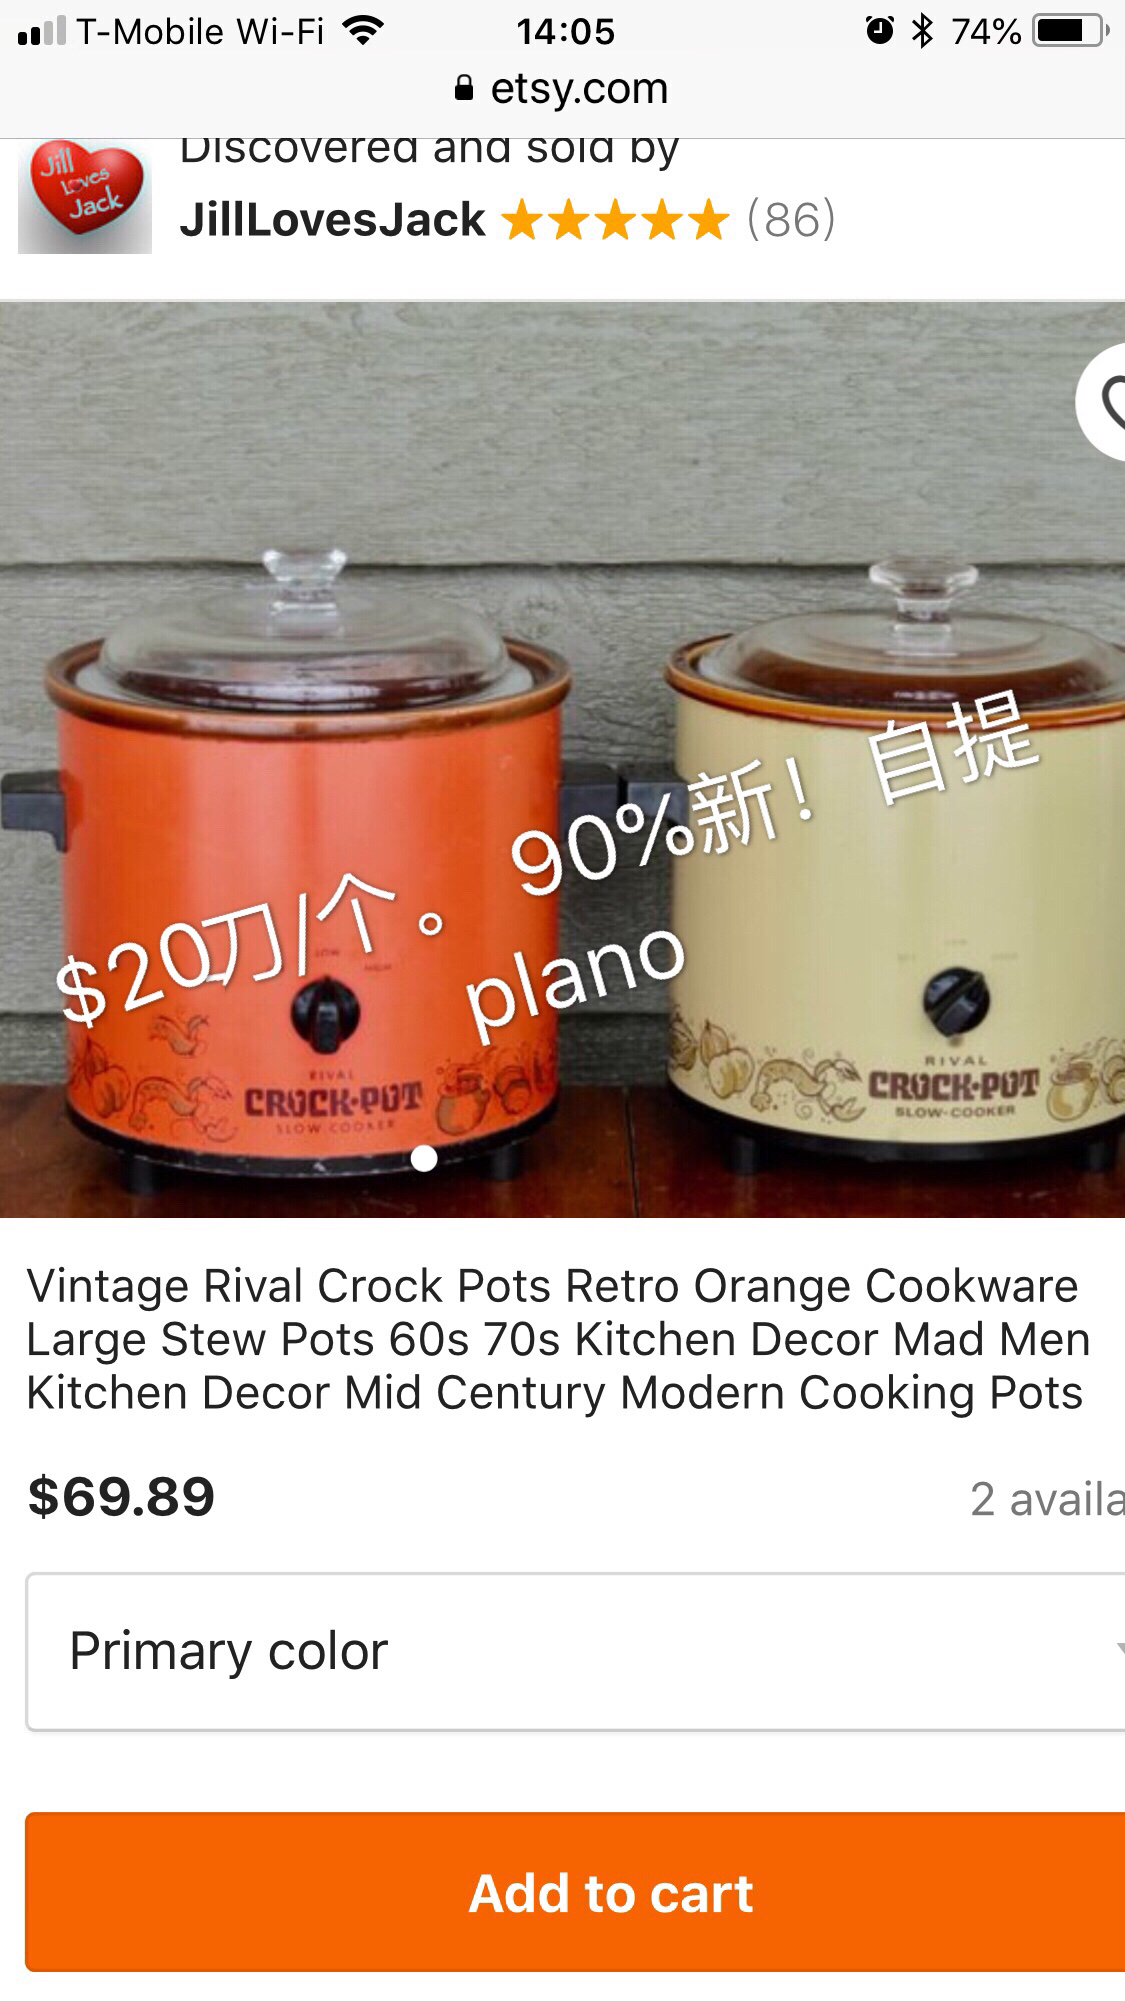 T-Mobile Wi-Fi 14:05 74%
etsy.com
Jill
Loves
Jack
Discovered and sold by
JillLovesJack (86)
$20刀/个。 90%新！自提
plano
LOW
HIGH
RIVAL
CROCK-POT
SLOW COOKER
RIVAL
CROCK-POT
SLOW-COOKER
Vintage Rival Crock Pots Retro Orange Cookware
Large Stew Pots 60s 70s Kitchen Decor Mad Men
Kitchen Decor Mid Century Modern Cooking Pots
$69.89
2 availa
Primary color
Add to cart